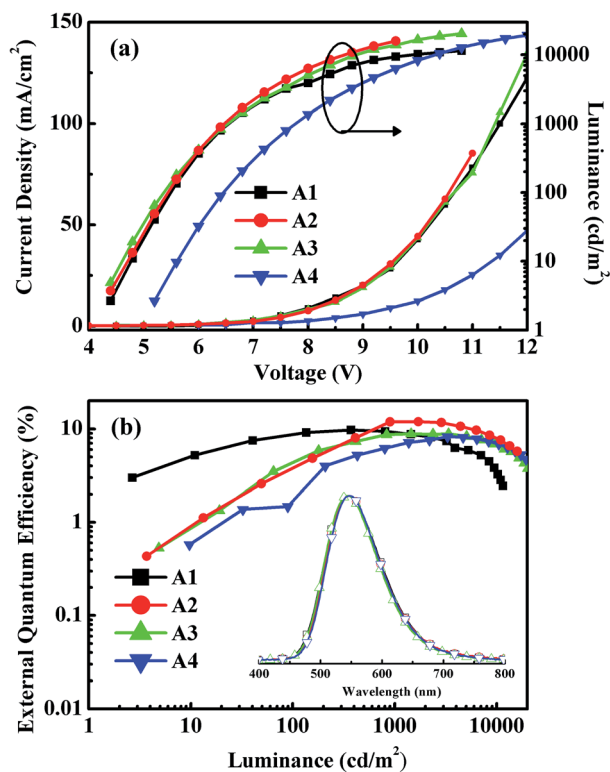 (a)
150
100
50
0
Current Density (mA/cm²)
10000
1000
100
10
1
Luminance (cd/m²)
A1
A2
A3
A4
4 5 6 7 8 9 10 11 12
Voltage (V)
(b)
10
1
0.1
0.01
External Quantum Efficiency (%)
A1
A2
A3
A4
400 500 600 700 800
Wavelength (nm)
1 10 100 1000 10000
Luminance (cd/m²)